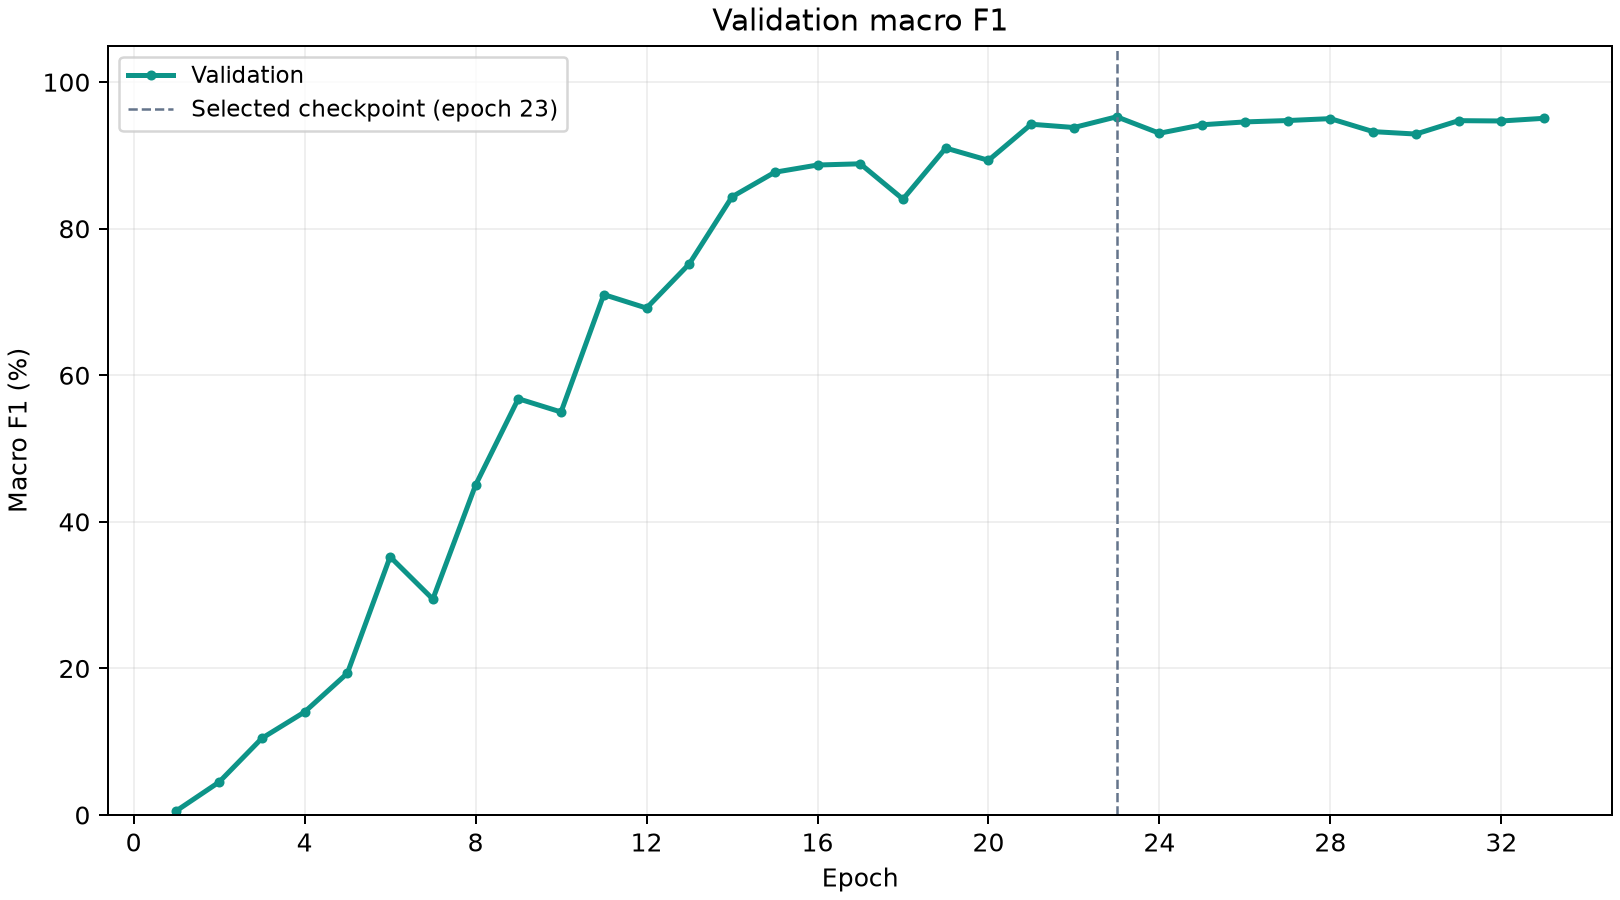 Validation macro F1
Validation
Selected checkpoint (epoch 23)
Macro F1 (%)
100
80
60
40
20
0
0 4 8 12 16 20 24 28 32
Epoch